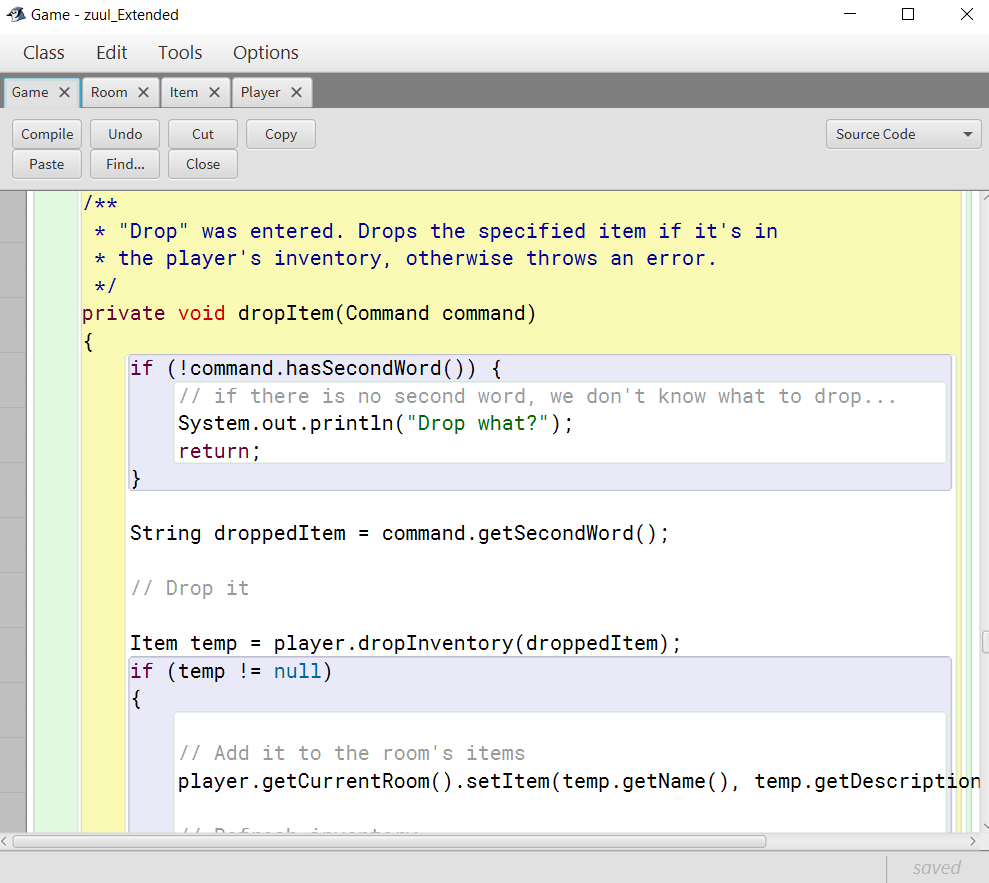 Game - zuul_Extended
Class Edit Tools Options
Game Room Item Player
Compile Undo Cut Copy
Source Code
Paste Find... Close
/**
 * "Drop" was entered. Drops the specified item if it's in
 * the player's inventory, otherwise throws an error.
 */
private void dropItem(Command command)
{
if (!command.hasSecondWord()) {
// if there is no second word, we don't know what to drop...
System.out.println("Drop what?");
return;
}
String droppedItem = command.getSecondWord();
// Drop it
Item temp = player.dropInventory(droppedItem);
if (temp != null)
{
// Add it to the room's items
player.getCurrentRoom().setItem(temp.getName(), temp.getDescription
// Refresh inventory
saved